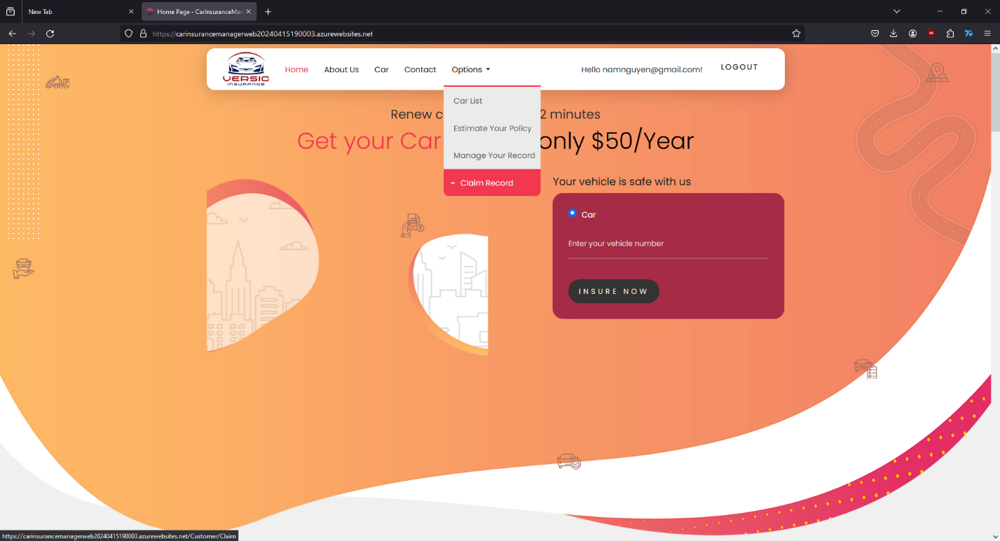 New Tab
Home Page - CarInsuranceMan
https://carinsurancemanagerweb20240415190003.azurewebsites.net
VERSIC
INSURANCE
Home
About Us
Car
Contact
Options
Hello namnguyen@gmail.com!
LOGOUT
Car List
Estimate Your Policy
Manage Your Record
- Claim Record
Renew c 2 minutes
Get your Car only $50/Year
Your vehicle is safe with us
Car
Enter your vehicle number
INSURE NOW
https://carinsurancemanagerweb20240415190003.azurewebsites.net/Customer/Claim